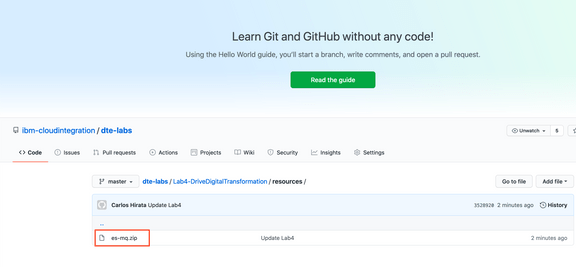 Learn Git and GitHub without any code!
Using the Hello World guide, you'll start a branch, write comments, and open a pull request.
Read the guide
ibm-cloudintegration / dte-labs
Unwatch 5
Code Issues Pull requests Actions Projects Wiki Security Insights Settings
master dte-labs / Lab4-DriveDigitalTransformation / resources / Go to file Add file
Carlos Hirata Update Lab4 3528920 2 minutes ago History
..
es-mq.zip Update Lab4 2 minutes ago